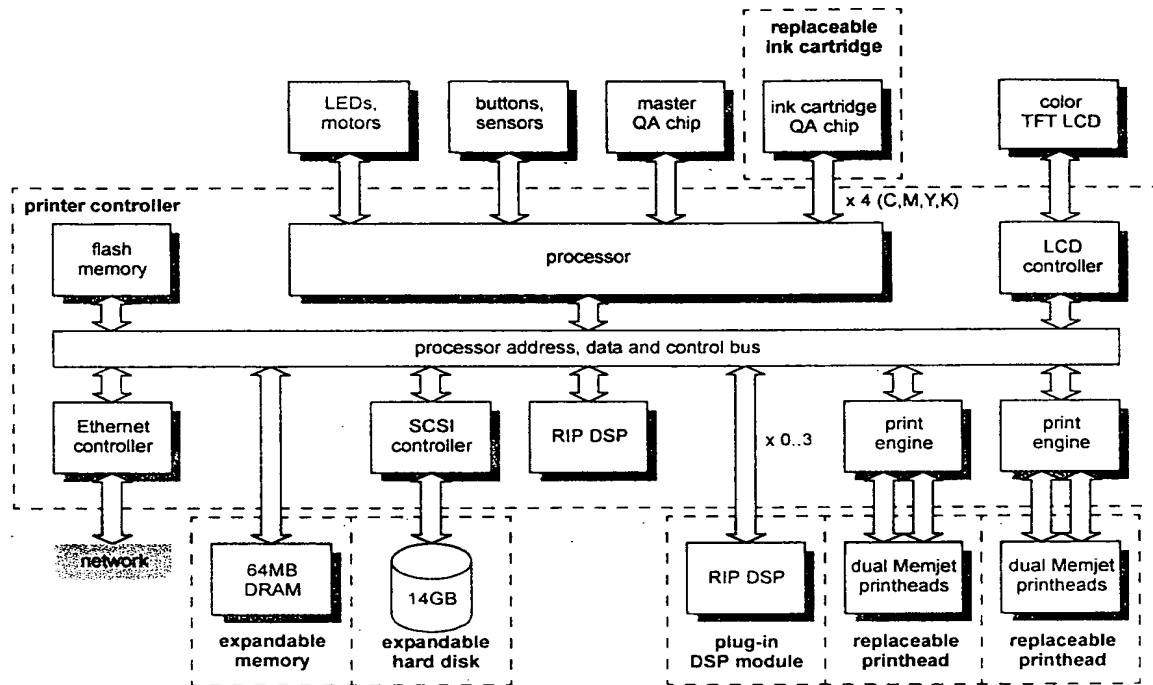 replaceable
ink cartridge
LEDs,
motors
buttons,
sensors
master
QA chip
ink cartridge
QA chip
color
TFT LCD
printer controller
x 4 (C,M,Y,K)
flash
memory
processor
LCD
controller
processor address, data and control bus
Ethernet
controller
SCSI
controller
RIP DSP
x 0..3
print
engine
print
engine
network
64MB
DRAM
14GB
RIP DSP
dual Memjet
printheads
dual Memjet
printheads
expandable
memory
expandable
hard disk
plug-in
DSP module
replaceable
printhead
replaceable
printhead